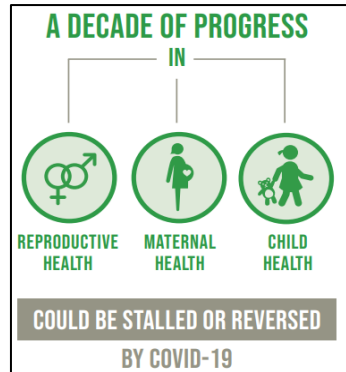 A DECADE OF PROGRESS
IN
REPRODUCTIVE
HEALTH
MATERNAL
HEALTH
CHILD
HEALTH
COULD BE STALLED OR REVERSED
BY COVID-19